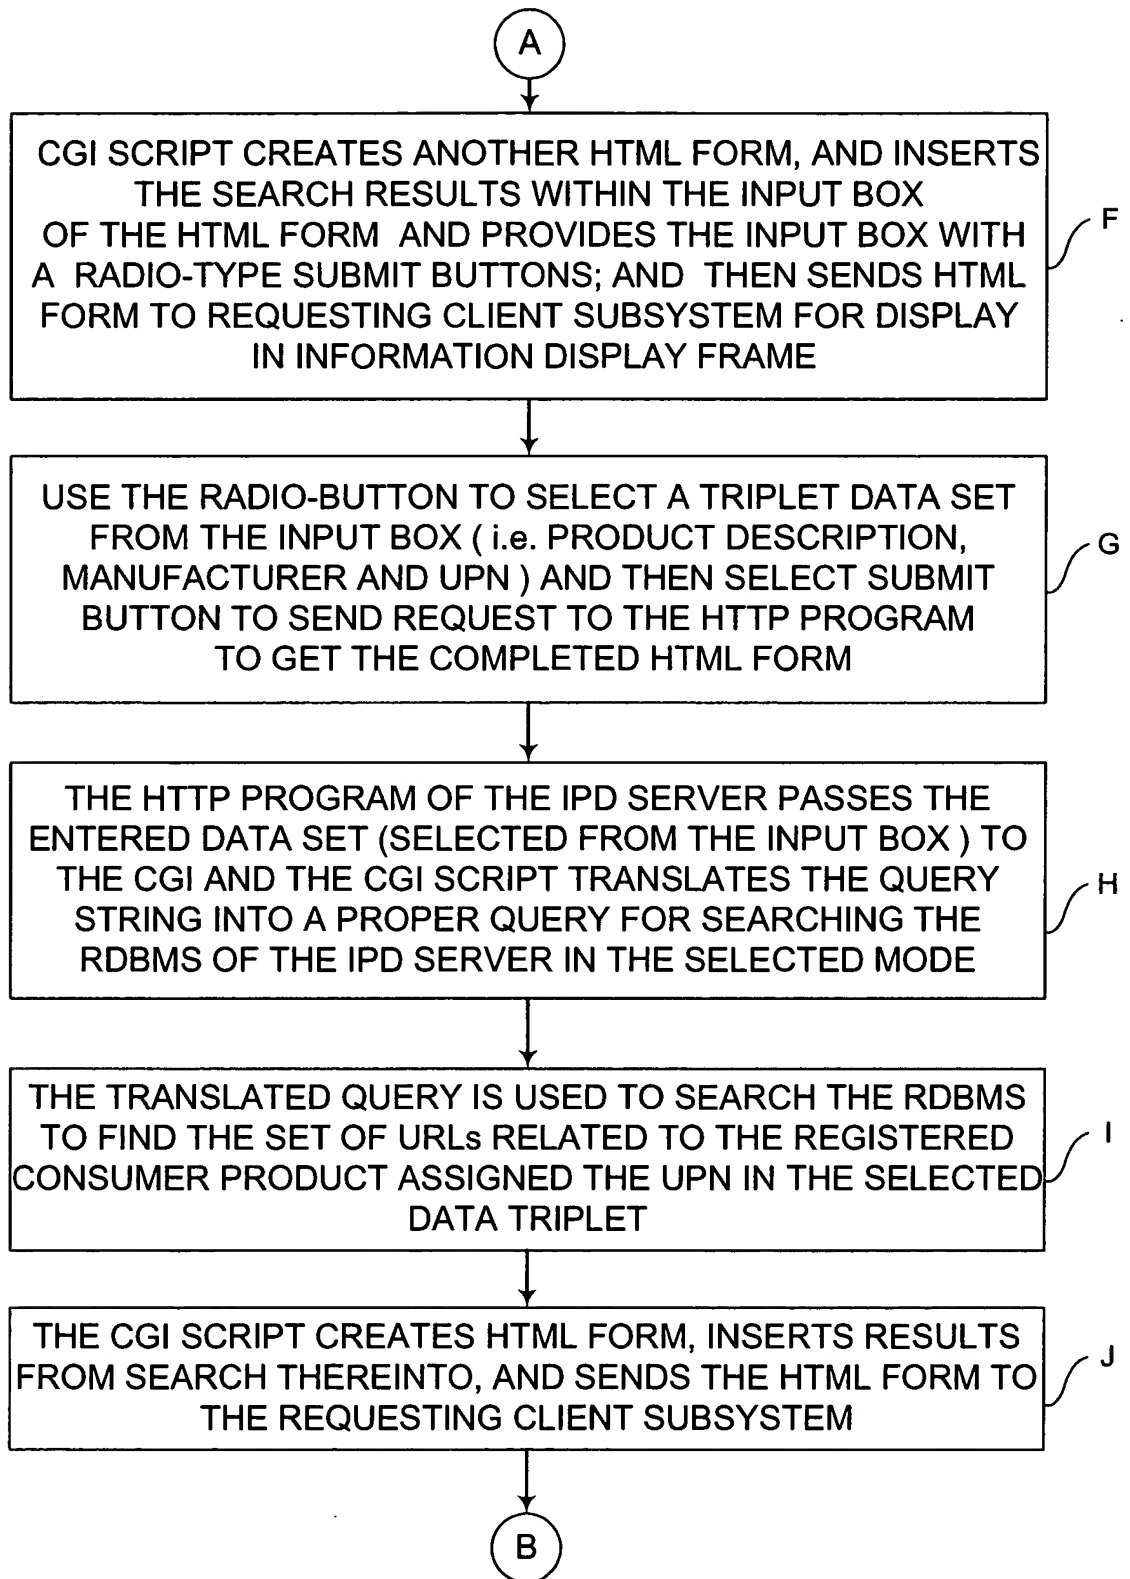 A
CGI SCRIPT CREATES ANOTHER HTML FORM, AND INSERTS
THE SEARCH RESULTS WITHIN THE INPUT BOX
OF THE HTML FORM AND PROVIDES THE INPUT BOX WITH
A RADIO-TYPE SUBMIT BUTTONS; AND THEN SENDS HTML
FORM TO REQUESTING CLIENT SUBSYSTEM FOR DISPLAY
IN INFORMATION DISPLAY FRAME
F
USE THE RADIO-BUTTON TO SELECT A TRIPLET DATA SET
FROM THE INPUT BOX ( i.e. PRODUCT DESCRIPTION,
MANUFACTURER AND UPN ) AND THEN SELECT SUBMIT
BUTTON TO SEND REQUEST TO THE HTTP PROGRAM
TO GET THE COMPLETED HTML FORM
G
THE HTTP PROGRAM OF THE IPD SERVER PASSES THE
ENTERED DATA SET (SELECTED FROM THE INPUT BOX ) TO
THE CGI AND THE CGI SCRIPT TRANSLATES THE QUERY
STRING INTO A PROPER QUERY FOR SEARCHING THE
RDBMS OF THE IPD SERVER IN THE SELECTED MODE
H
THE TRANSLATED QUERY IS USED TO SEARCH THE RDBMS
TO FIND THE SET OF URLs RELATED TO THE REGISTERED
CONSUMER PRODUCT ASSIGNED THE UPN IN THE SELECTED
DATA TRIPLET
I
THE CGI SCRIPT CREATES HTML FORM, INSERTS RESULTS
FROM SEARCH THEREINTO, AND SENDS THE HTML FORM TO
THE REQUESTING CLIENT SUBSYSTEM
J
B